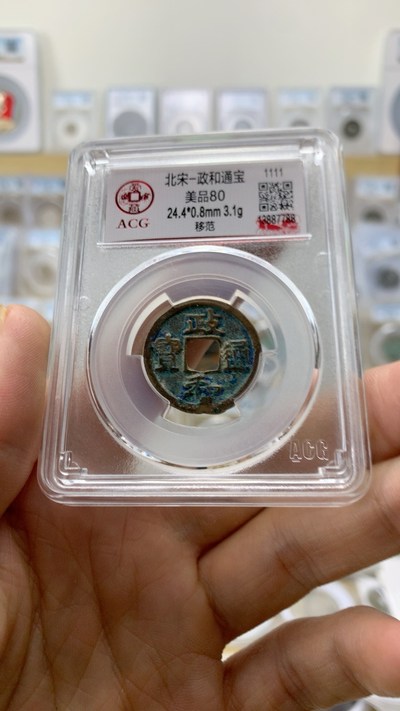 北宋-政和通宝
美品80
24.4*0.8mm 3.1g
移范
1111
ACG
政
寶 通
和
ACG